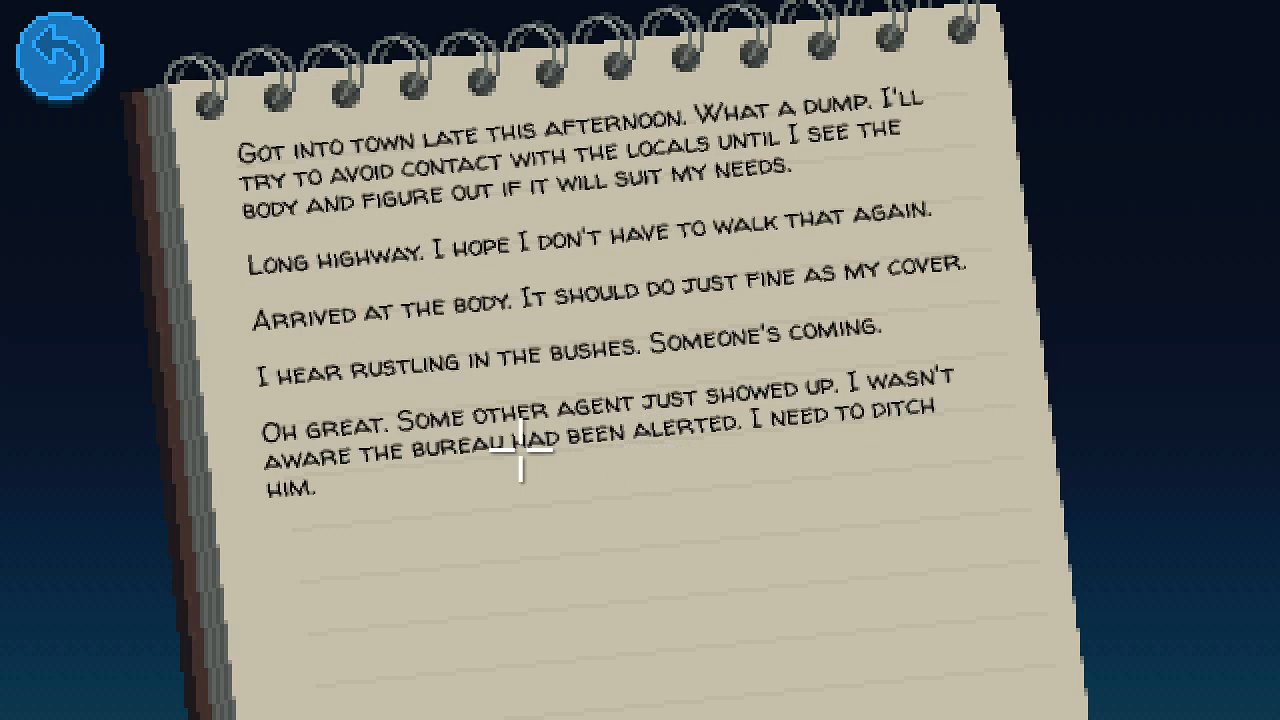 Got into town late this afternoon. What a dump. I'll
try to avoid contact with the locals until I see the
body and figure out if it will suit my needs.
Long highway. I hope I don't have to walk that again.
Arrived at the body. It should do just fine as my cover.
I hear rustling in the bushes. Someone's coming.
Oh great. Some other agent just showed up. I wasn't
aware the bureau had been alerted. I need to ditch
him.